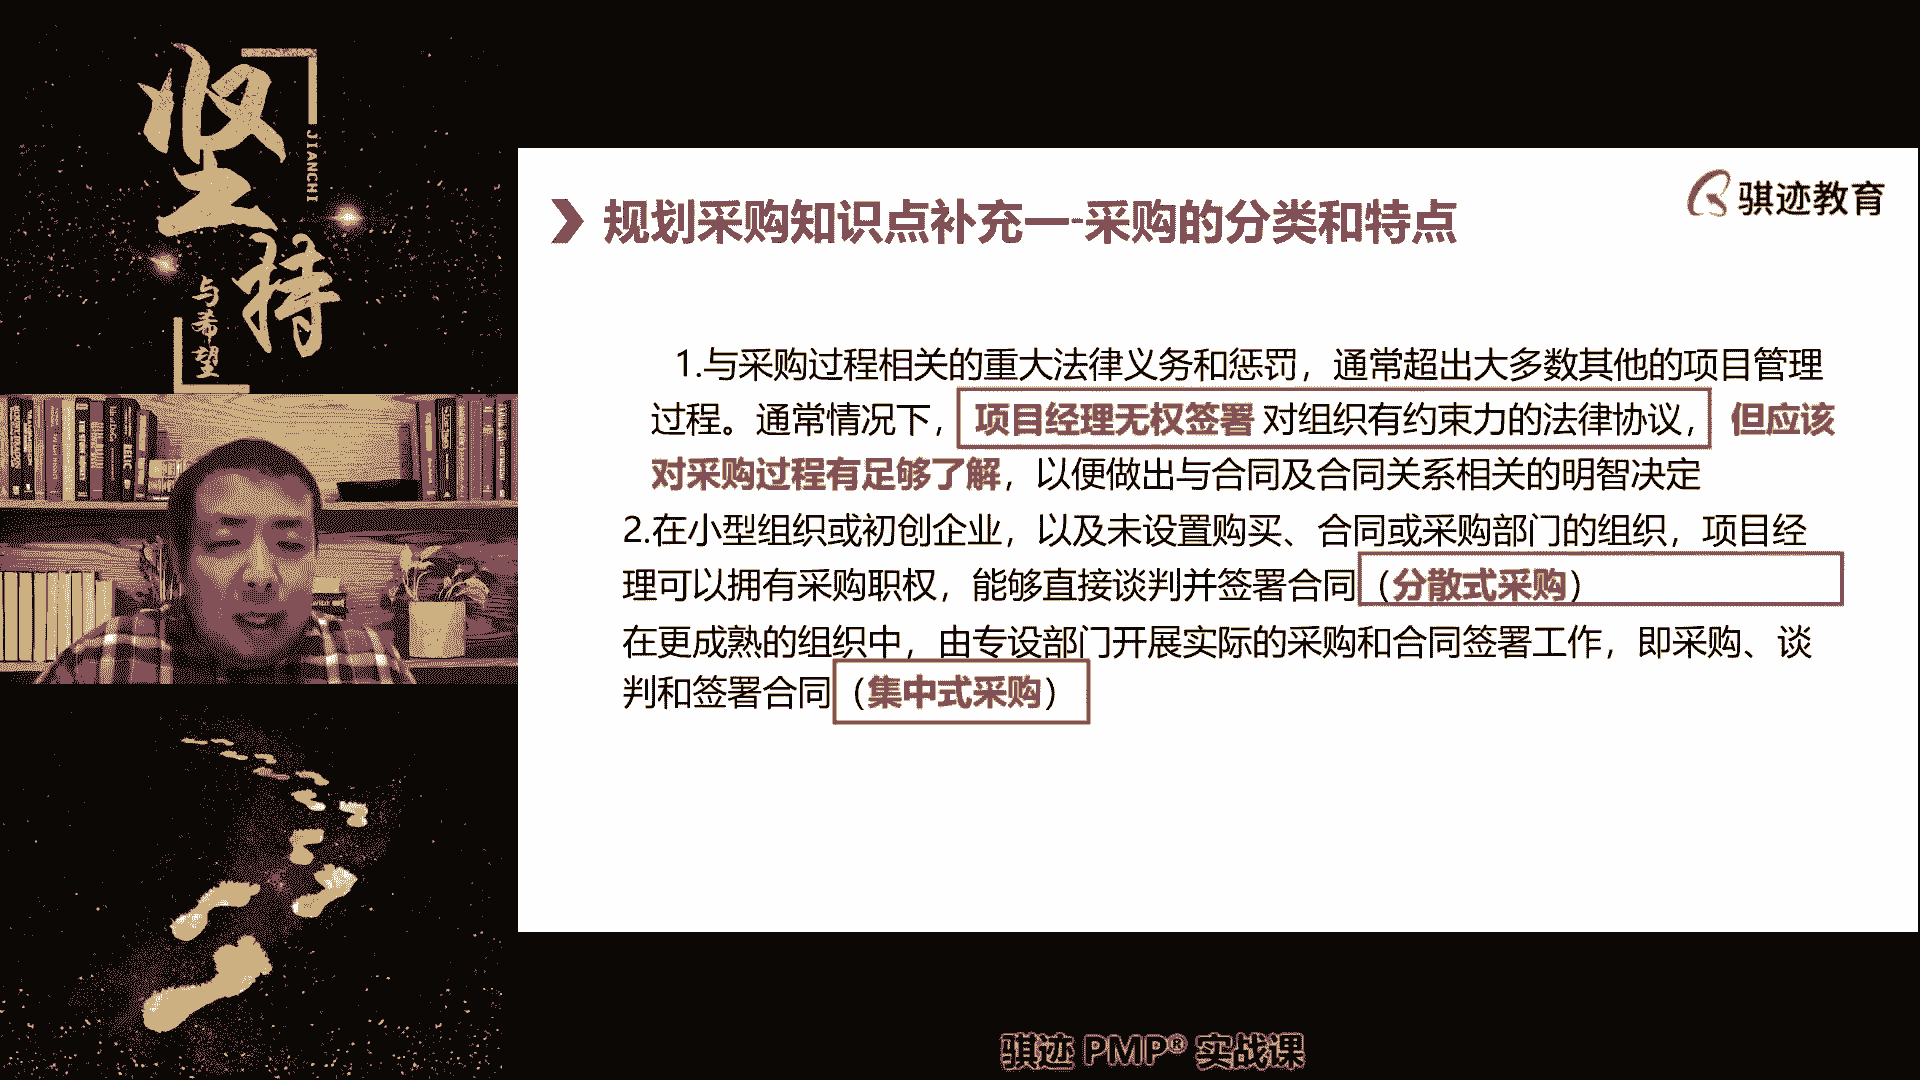 坚持
JIANCHI
与希望
骐迹教育
规划采购知识点补充一-采购的分类和特点
1.与采购过程相关的重大法律义务和惩罚，通常超出大多数其他的项目管理
过程。通常情况下，项目经理无权签署 对组织有约束力的法律协议，但应该
对采购过程有足够了解，以便做出与合同及合同关系相关的明智决定
2.在小型组织或初创企业，以及未设置购买、合同或采购部门的组织，项目经
理可以拥有采购职权，能够直接谈判并签署合同（分散式采购）
在更成熟的组织中，由专设部门开展实际的采购和合同签署工作，即采购、谈
判和签署合同（集中式采购）
骐迹 PMP® 实战课